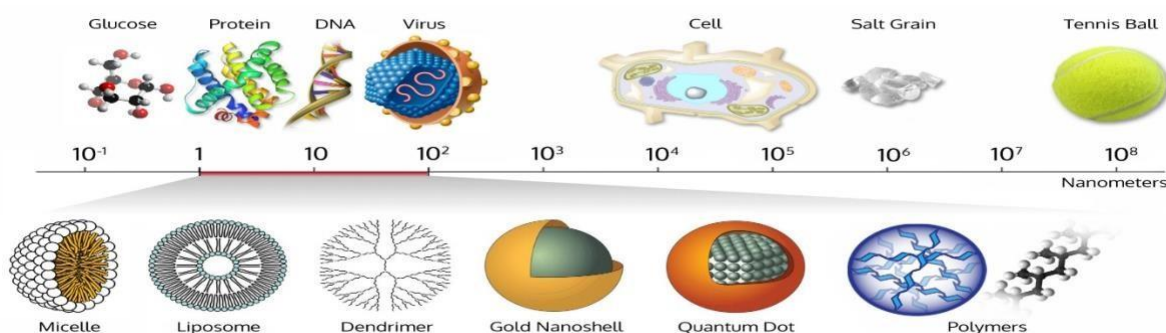 Glucose Protein DNA Virus Cell Salt Grain Tennis Ball
10⁻¹ 1 10 10² 10³ 10⁴ 10⁵ 10⁶ 10⁷ 10⁸
Nanometers
Micelle Liposome Dendrimer Gold Nanoshell Quantum Dot Polymers